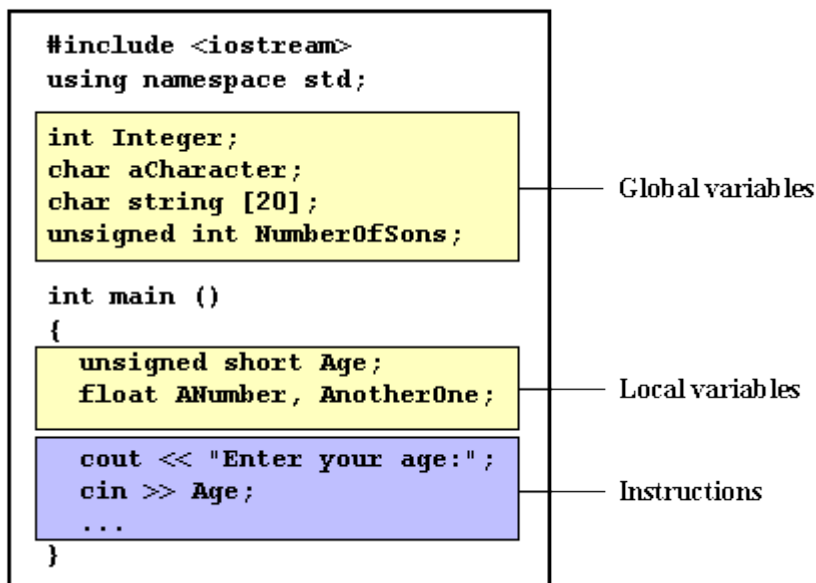 #include <iostream>
using namespace std;
int Integer;
char aCharacter;
char string [20];
unsigned int NumberOfSons;
Global variables
int main ()
{
unsigned short Age;
float ANumber, AnotherOne;
Local variables
cout << "Enter your age:";
cin >> Age;
...
Instructions
}